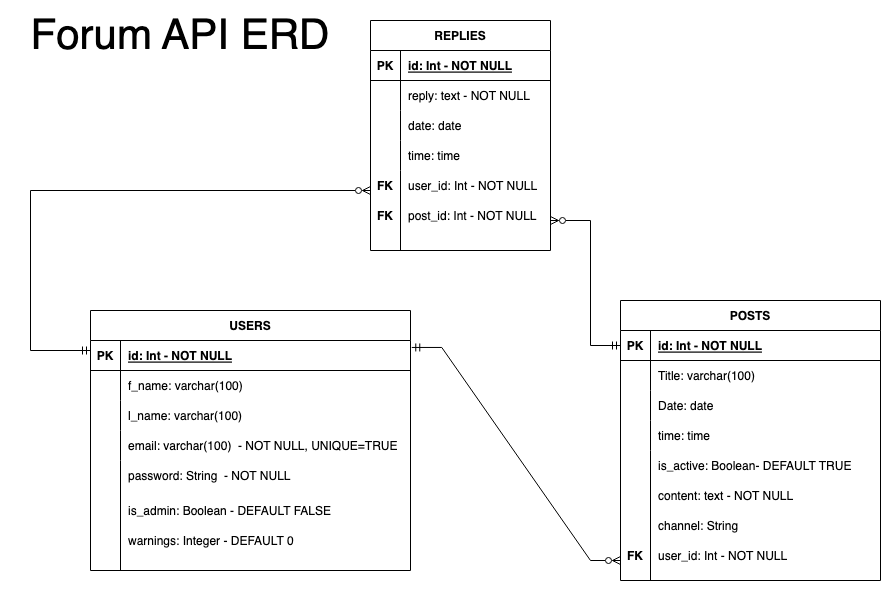 Forum API ERD
REPLIES
PK id: Int - NOT NULL
reply: text - NOT NULL
date: date
time: time
FK user_id: Int - NOT NULL
FK post_id: Int - NOT NULL
USERS
PK id: Int - NOT NULL
f_name: varchar(100)
l_name: varchar(100)
email: varchar(100) - NOT NULL, UNIQUE=TRUE
password: String - NOT NULL
is_admin: Boolean - DEFAULT FALSE
warnings: Integer - DEFAULT 0
POSTS
PK id: Int - NOT NULL
Title: varchar(100)
Date: date
time: time
is_active: Boolean- DEFAULT TRUE
content: text - NOT NULL
channel: String
FK user_id: Int - NOT NULL